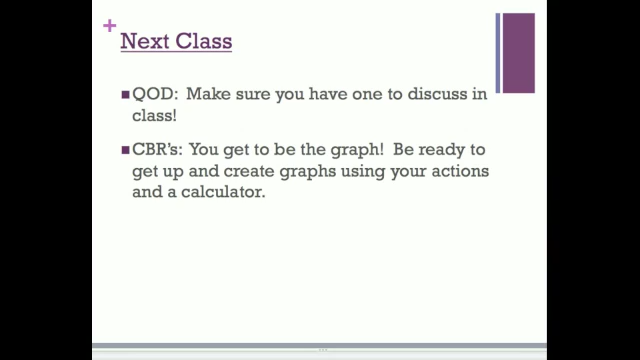 +
Next Class
■QOD: Make sure you have one to discuss in
class!
■CBR's: You get to be the graph! Be ready to
get up and create graphs using your actions
and a calculator.